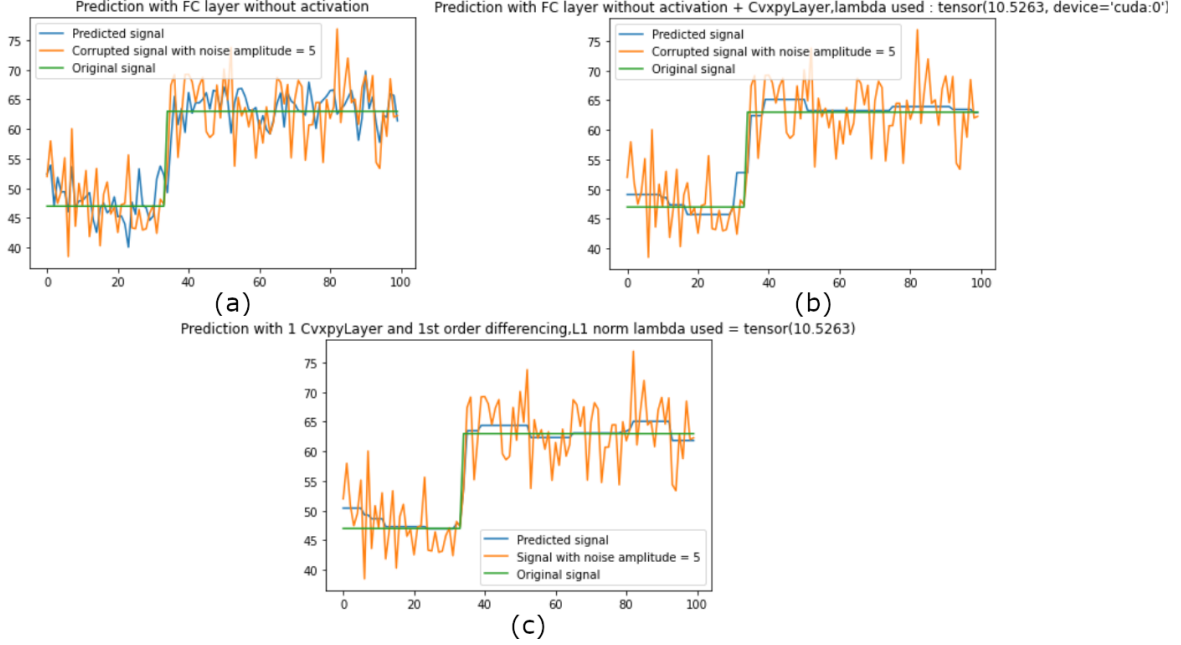 Prediction with FC layer without activation
Predicted signal
Corrupted signal with noise amplitude = 5
Original signal
75
70
65
60
55
50
45
40
0 20 40 60 80 100
(a)
Prediction with FC layer without activation + CvxpyLayer,lambda used : tensor(10.5263, device='cuda:0')
Predicted signal
Corrupted signal with noise amplitude = 5
Original signal
75
70
65
60
55
50
45
40
0 20 40 60 80 100
(b)
Prediction with 1 CvxpyLayer and 1st order differencing,L1 norm lambda used = tensor(10.5263)
75
70
65
60
55
50
45
40
Predicted signal
Signal with noise amplitude = 5
Original signal
0 20 40 60 80 100
(c)